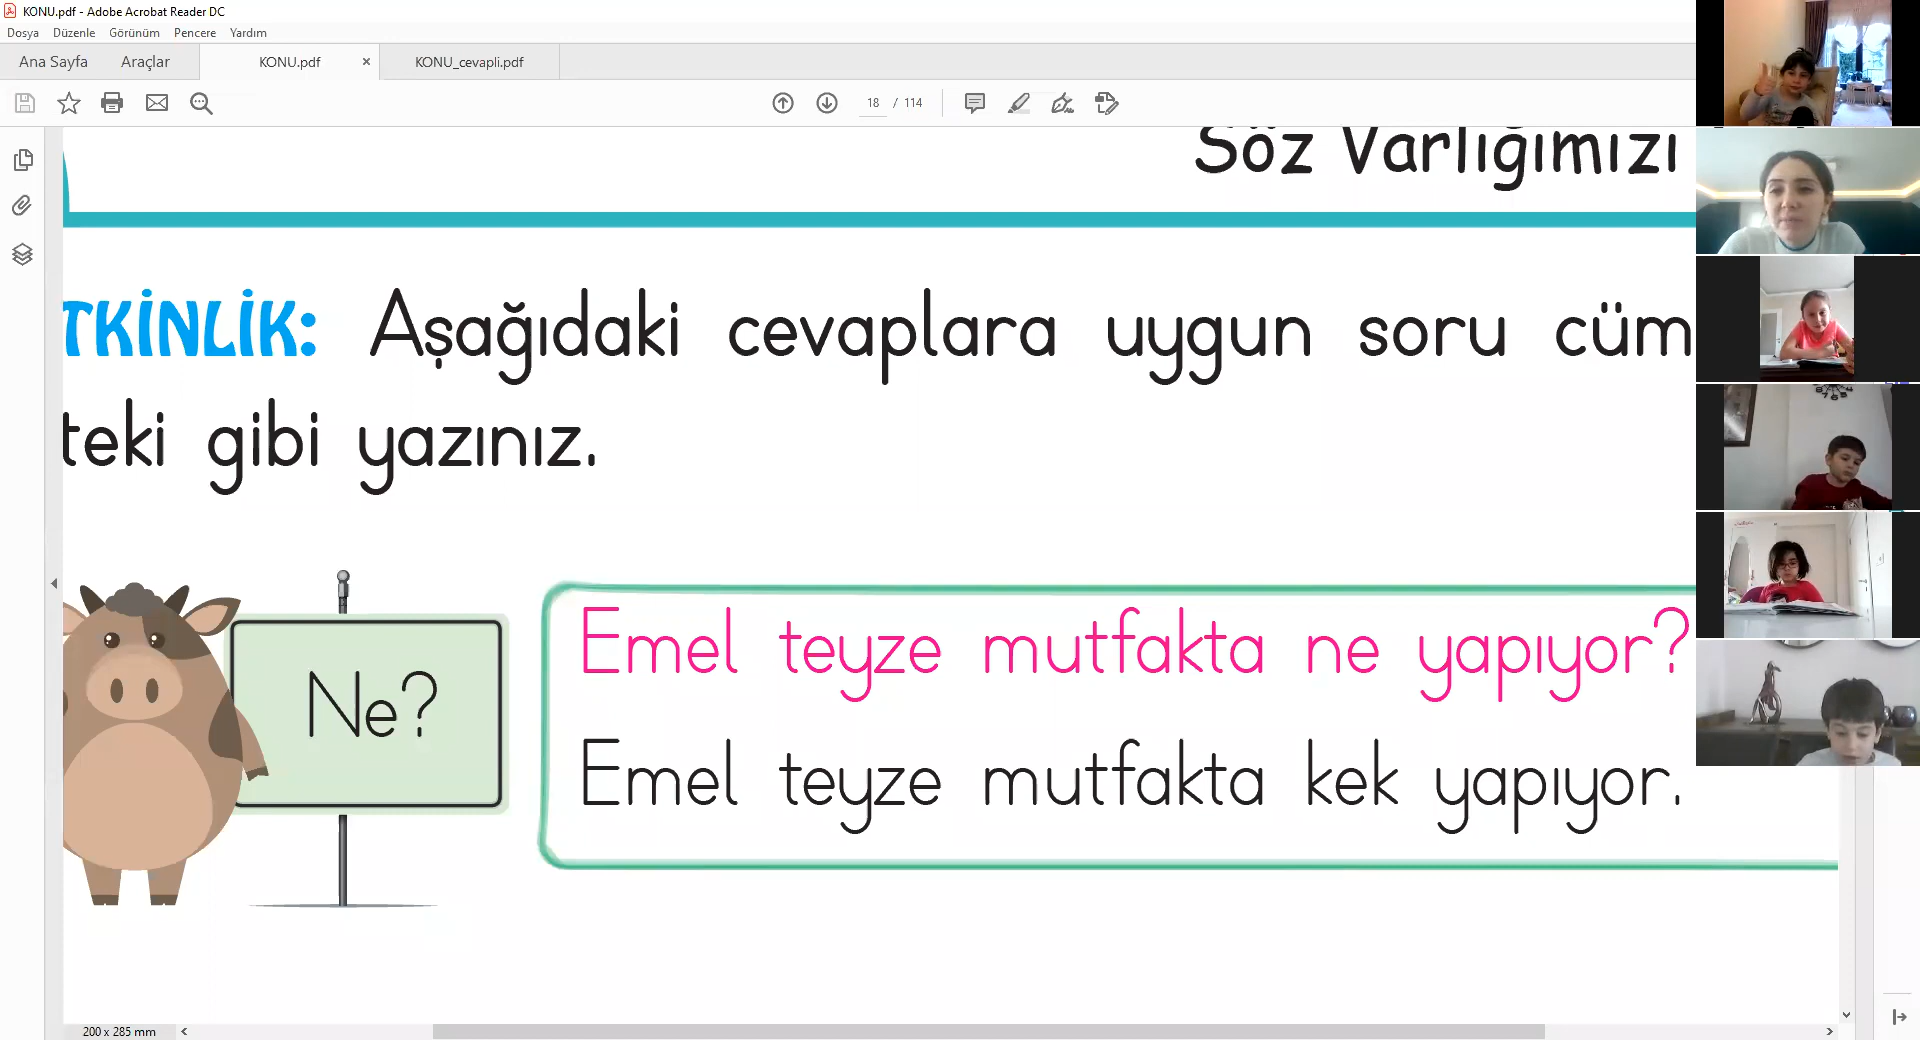 KONU.pdf - Adobe Acrobat Reader DC
Dosya Düzenle Görünüm Pencere Yardım
Ana Sayfa Araçlar KONU.pdf × KONU_cevapli.pdf
18 / 114
Söz Varlığımızı
TKİNLİK: Aşağıdaki cevaplara uygun soru cüm
teki gibi yazınız.
Ne?
Emel teyze mutfakta ne yapıyor?
Emel teyze mutfakta kek yapıyor.
200 x 285 mm